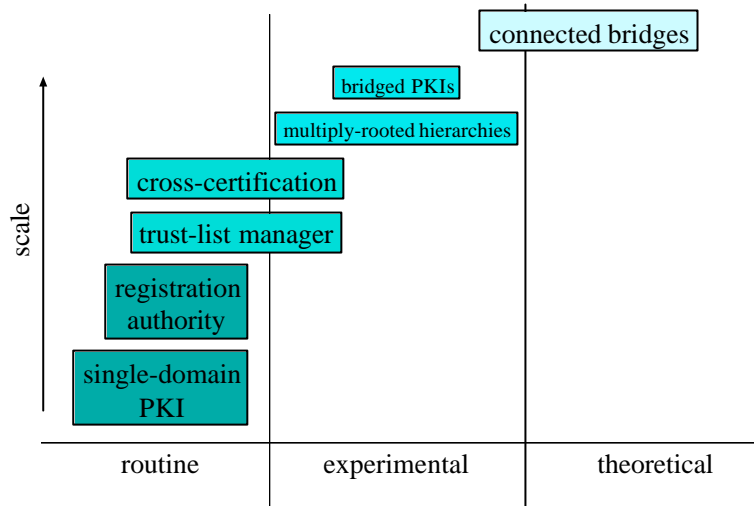 connected bridges
bridged PKIs
multiply-rooted hierarchies
cross-certification
trust-list manager
registration
authority
single-domain
PKI
scale
routine
experimental
theoretical